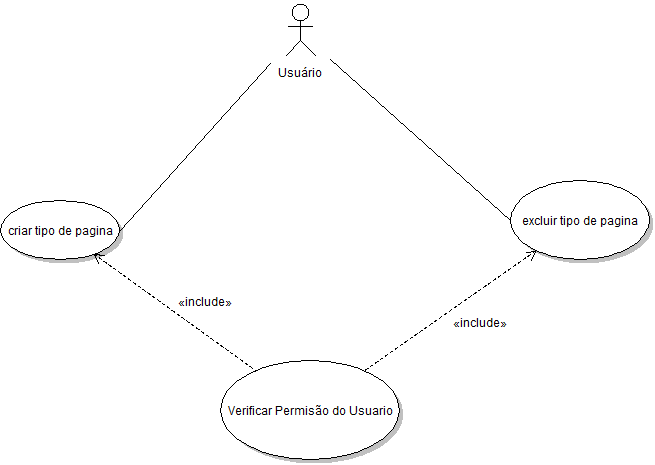 Usuário
criar tipo de pagina
excluir tipo de pagina
«include»
«include»
Verificar Permisão do Usuario